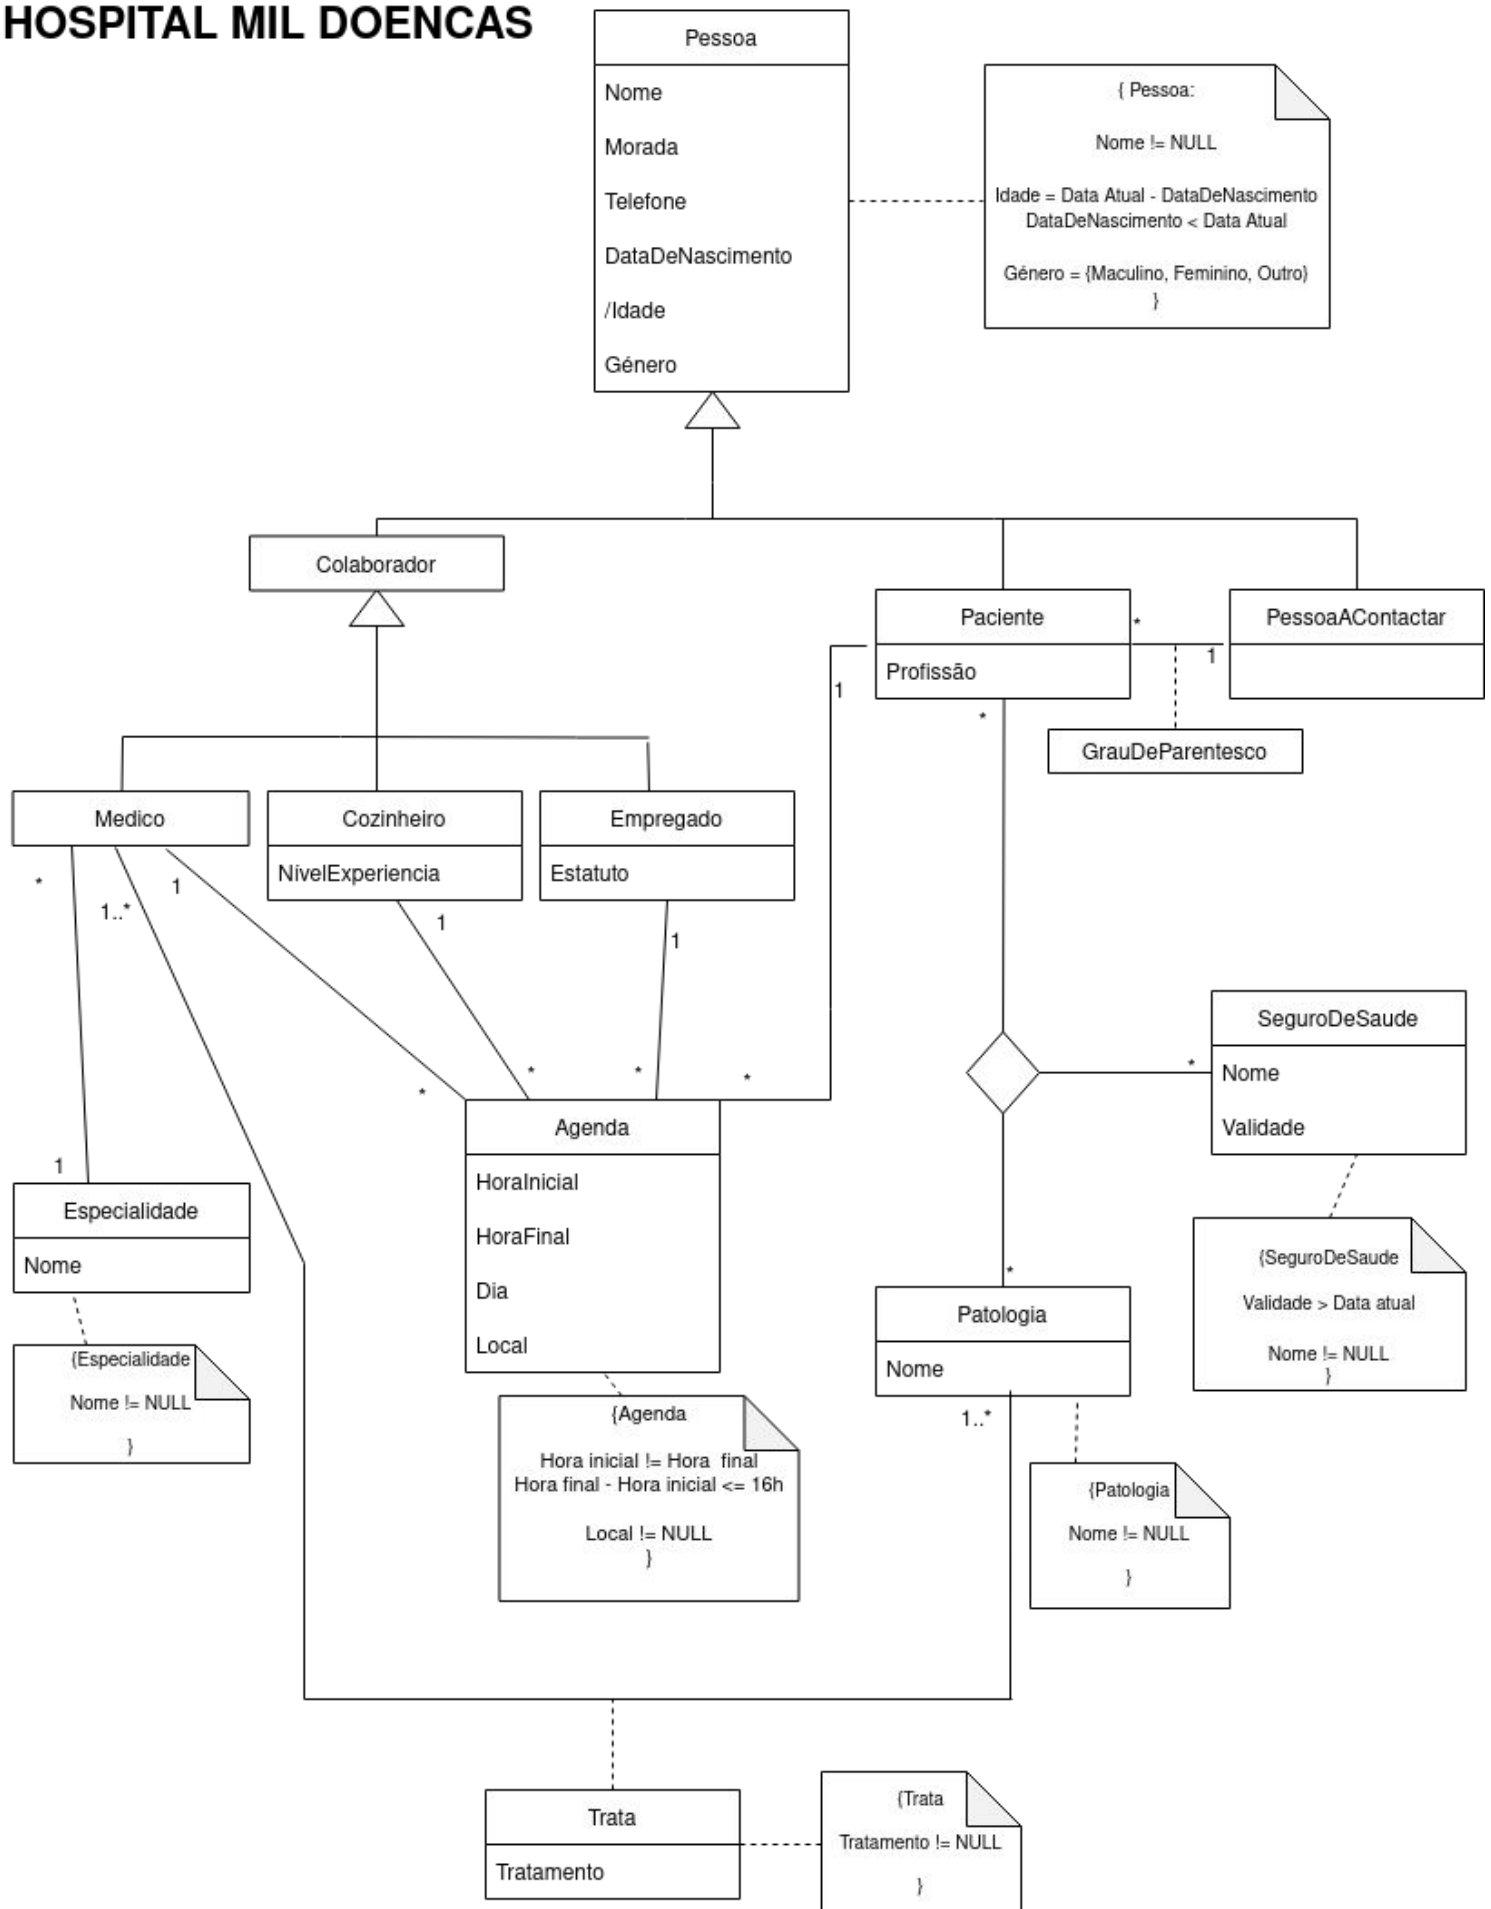 HOSPITAL MIL DOENCAS
Pessoa
Nome
Morada
Telefone
DataDeNascimento
/Idade
Género
{ Pessoa:
Nome != NULL
Idade = Data Atual - DataDeNascimento
DataDeNascimento < Data Atual
Género = {Maculino, Feminino, Outro}
}
Colaborador
Paciente
Profissão
*
1
PessoaAContactar
GrauDeParentesco
1
*
Medico
Cozinheiro
NívelExperiencia
Empregado
Estatuto
*
1..*
1
1
1
*
*
*
*
1
Especialidade
Nome
{Especialidade
Nome != NULL
}
Agenda
HoraInicial
HoraFinal
Dia
Local
{Agenda
Hora inicial != Hora final
Hora final - Hora inicial <= 16h
Local != NULL
}
*
SeguroDeSaude
Nome
Validade
{SeguroDeSaude
Validade > Data atual
Nome != NULL
}
*
Patologia
Nome
1..*
{Patologia
Nome != NULL
}
Trata
Tratamento
{Trata
Tratamento != NULL
}